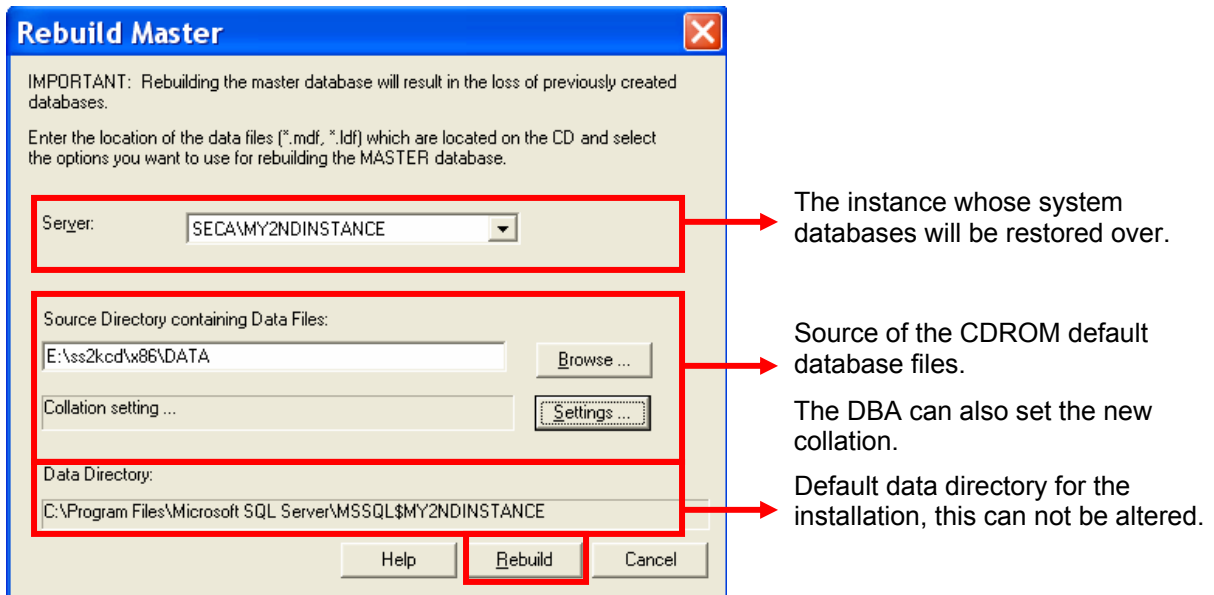 Rebuild Master
IMPORTANT:  Rebuilding the master database will result in the loss of previously created
databases.
Enter the location of the data files (*.mdf, *.ldf) which are located on the CD and select
the options you want to use for rebuilding the MASTER database.
Server:
SECA\MY2NDINSTANCE
The instance whose system
databases will be restored over.
Source Directory containing Data Files:
E:\ss2kcd\x86\DATA
Browse ...
Source of the CDROM default
database files.
Collation setting ...
Settings ...
The DBA can also set the new
collation.
Data Directory:
C:\Program Files\Microsoft SQL Server\MSSQL$MY2NDINSTANCE
Default data directory for the
installation, this can not be altered.
Help
Rebuild
Cancel